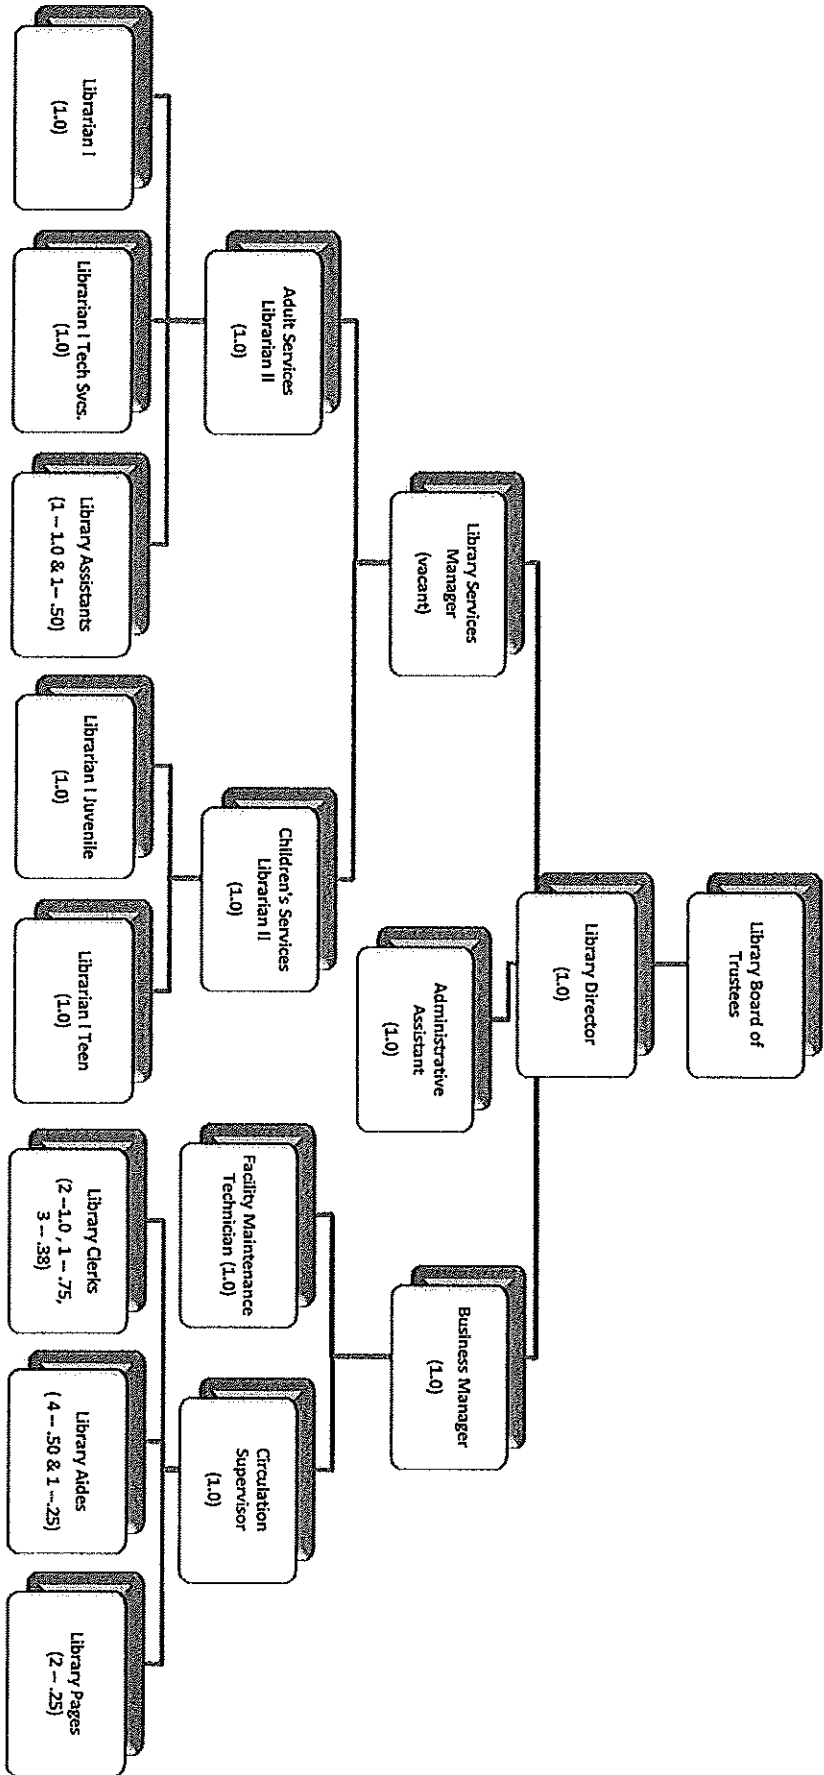 Library Board of
Trustees
Library Director
(1.0)
Administrative
Assistant
(1.0)
Library Services
Manager
(vacant)
Business Manager
(1.0)
Adult Services
Librarian II
(1.0)
Children's Services
Librarian II
(1.0)
Facility Maintenance
Technician (1.0)
Circulation
Supervisor
(1.0)
Librarian I
(1.0)
Librarian I Tech Svcs.
(1.0)
Library Assistants
(1 -- 1.0 & 1-- .50)
Librarian I Juvenile
(1.0)
Librarian I Teen
(1.0)
Library Clerks
(2 --1.0 , 1 -- .75,
3 -- .38)
Library Aides
( 4 -- .50 & 1 --.25)
Library Pages
(2 -- .25)